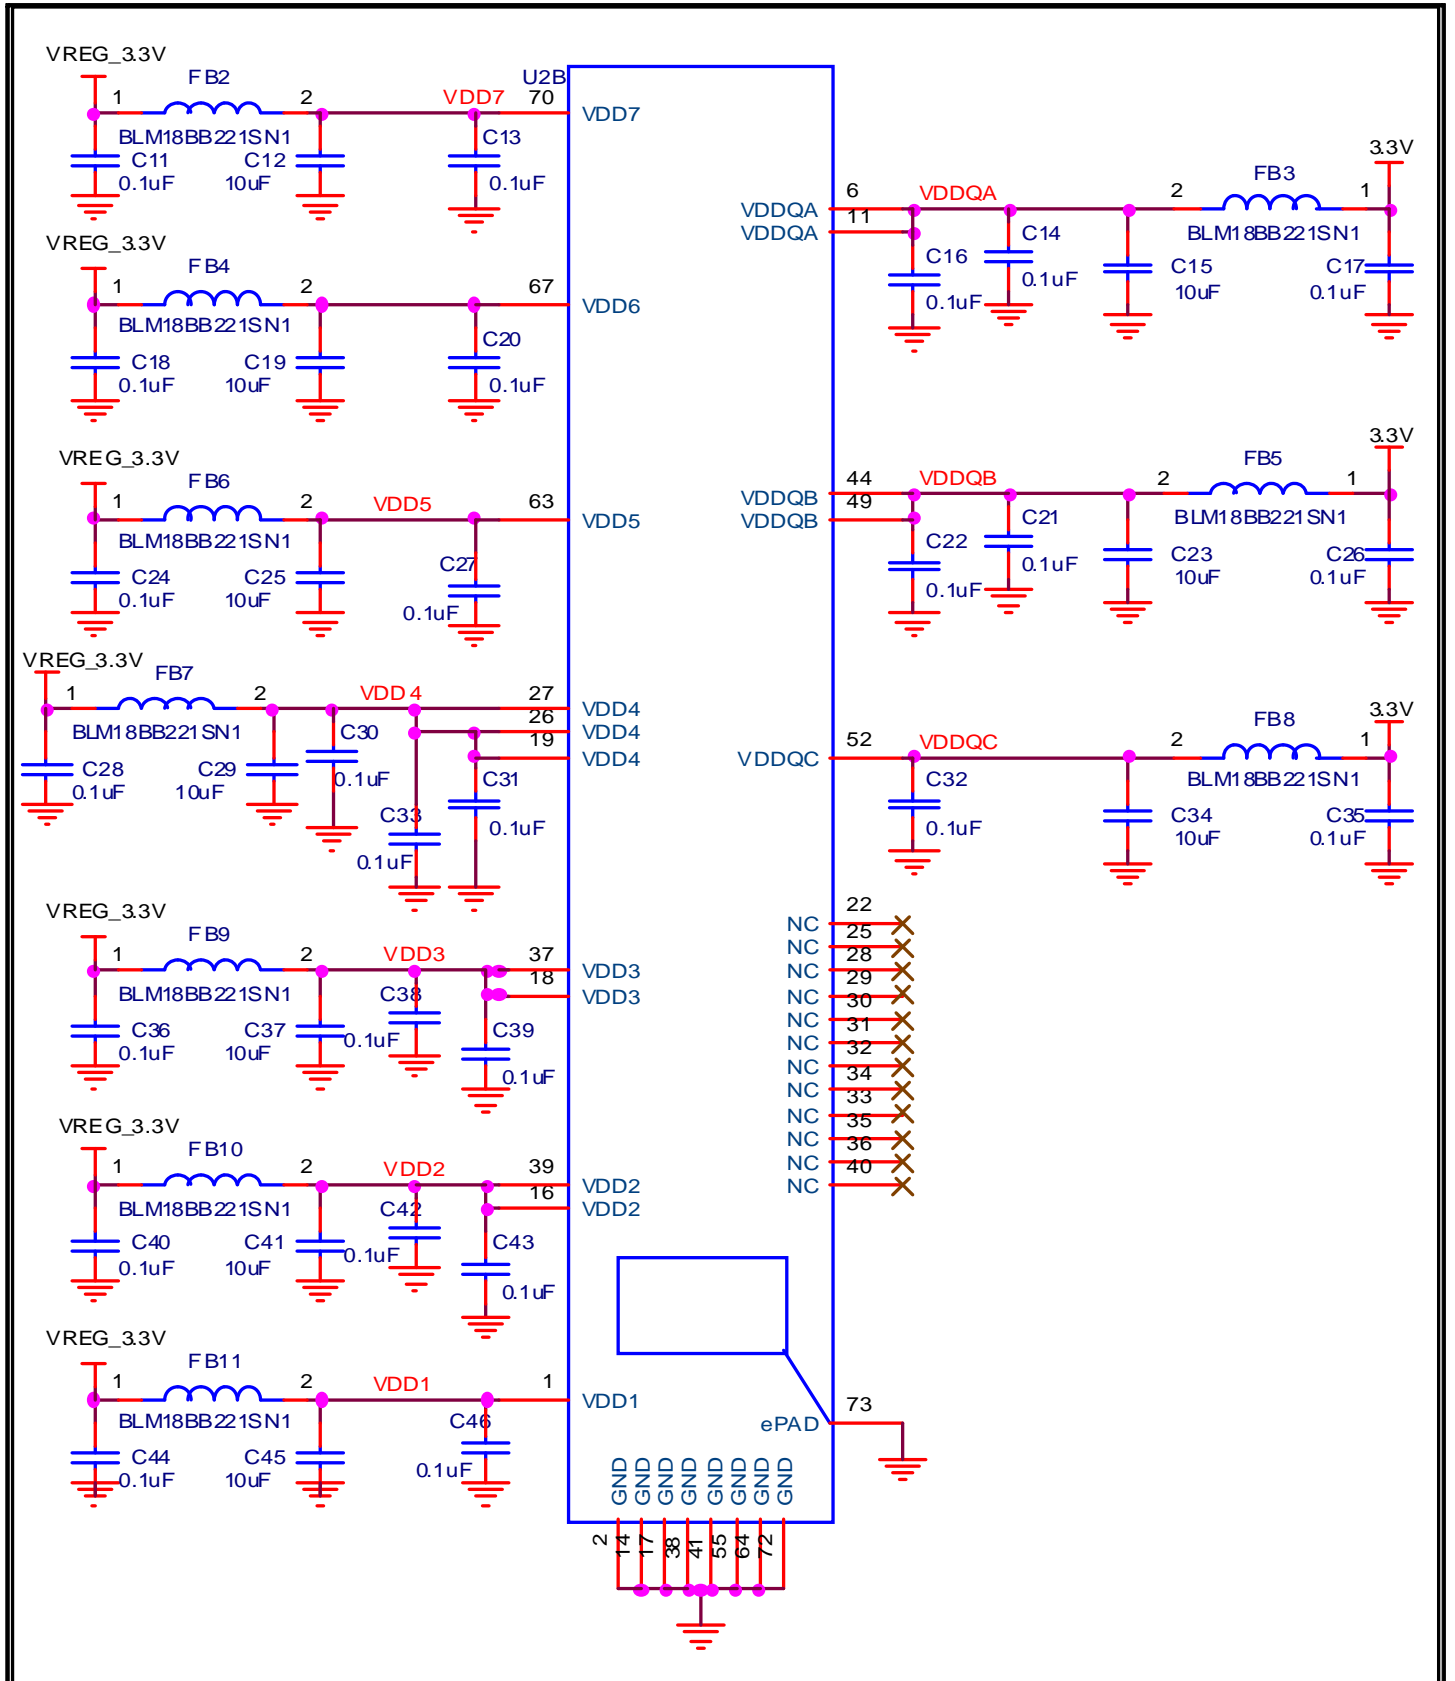 VREG_3.3V
FB2
U2B
1
2
VDD7
70
VDD7
BLM18BB221SN1
C11
0.1uF
C12
10uF
C13
0.1uF
VREG_3.3V
FB4
1
2
67
VDD6
BLM18BB221SN1
C18
0.1uF
C19
10uF
C20
0.1uF
VREG_3.3V
FB6
1
2
VDD5
63
VDD5
BLM18BB221SN1
C24
0.1uF
C25
10uF
C27
0.1uF
VREG_3.3V
FB7
1
2
VDD4
27
VDD4
26
VDD4
19
VDD4
BLM18BB221SN1
C28
0.1uF
C29
10uF
C30
0.1uF
C33
0.1uF
C31
0.1uF
VREG_3.3V
FB9
1
2
VDD3
37
VDD3
18
VDD3
BLM18BB221SN1
C36
0.1uF
C37
10uF
C38
0.1uF
C39
0.1uF
VREG_3.3V
FB10
1
2
VDD2
39
VDD2
16
VDD2
BLM18BB221SN1
C40
0.1uF
C41
10uF
C42
0.1uF
C43
0.1uF
VREG_3.3V
FB11
1
2
VDD1
1
VDD1
BLM18BB221SN1
C44
0.1uF
C45
10uF
C46
0.1uF
3.3V
FB3
VDDQA
6
VDDQA
11
VDDQA
2
1
BLM18BB221SN1
C16
0.1uF
C14
0.1uF
C15
10uF
C17
0.1uF
3.3V
FB5
VDDQB
44
VDDQB
49
VDDQB
2
1
BLM18BB221SN1
C22
0.1uF
C21
0.1uF
C23
10uF
C26
0.1uF
3.3V
FB8
VDDQC
52
VDDQC
2
1
BLM18BB221SN1
C32
0.1uF
C34
10uF
C35
0.1uF
NC 22
NC 25
NC 28
NC 29
NC 30
NC 31
NC 32
NC 34
NC 33
NC 35
NC 36
NC 40
ePAD 73
GND GND GND GND GND GND GND GND
2 14 17 38 41 55 64 72